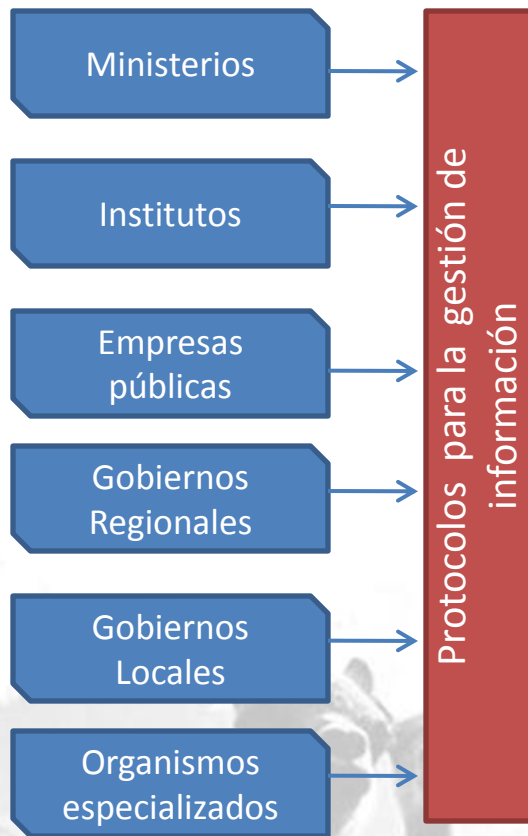 Ministerios
Institutos
Empresas
públicas
Gobiernos
Regionales
Gobiernos
Locales
Organismos
especializados
Protocolos para la gestión de
información